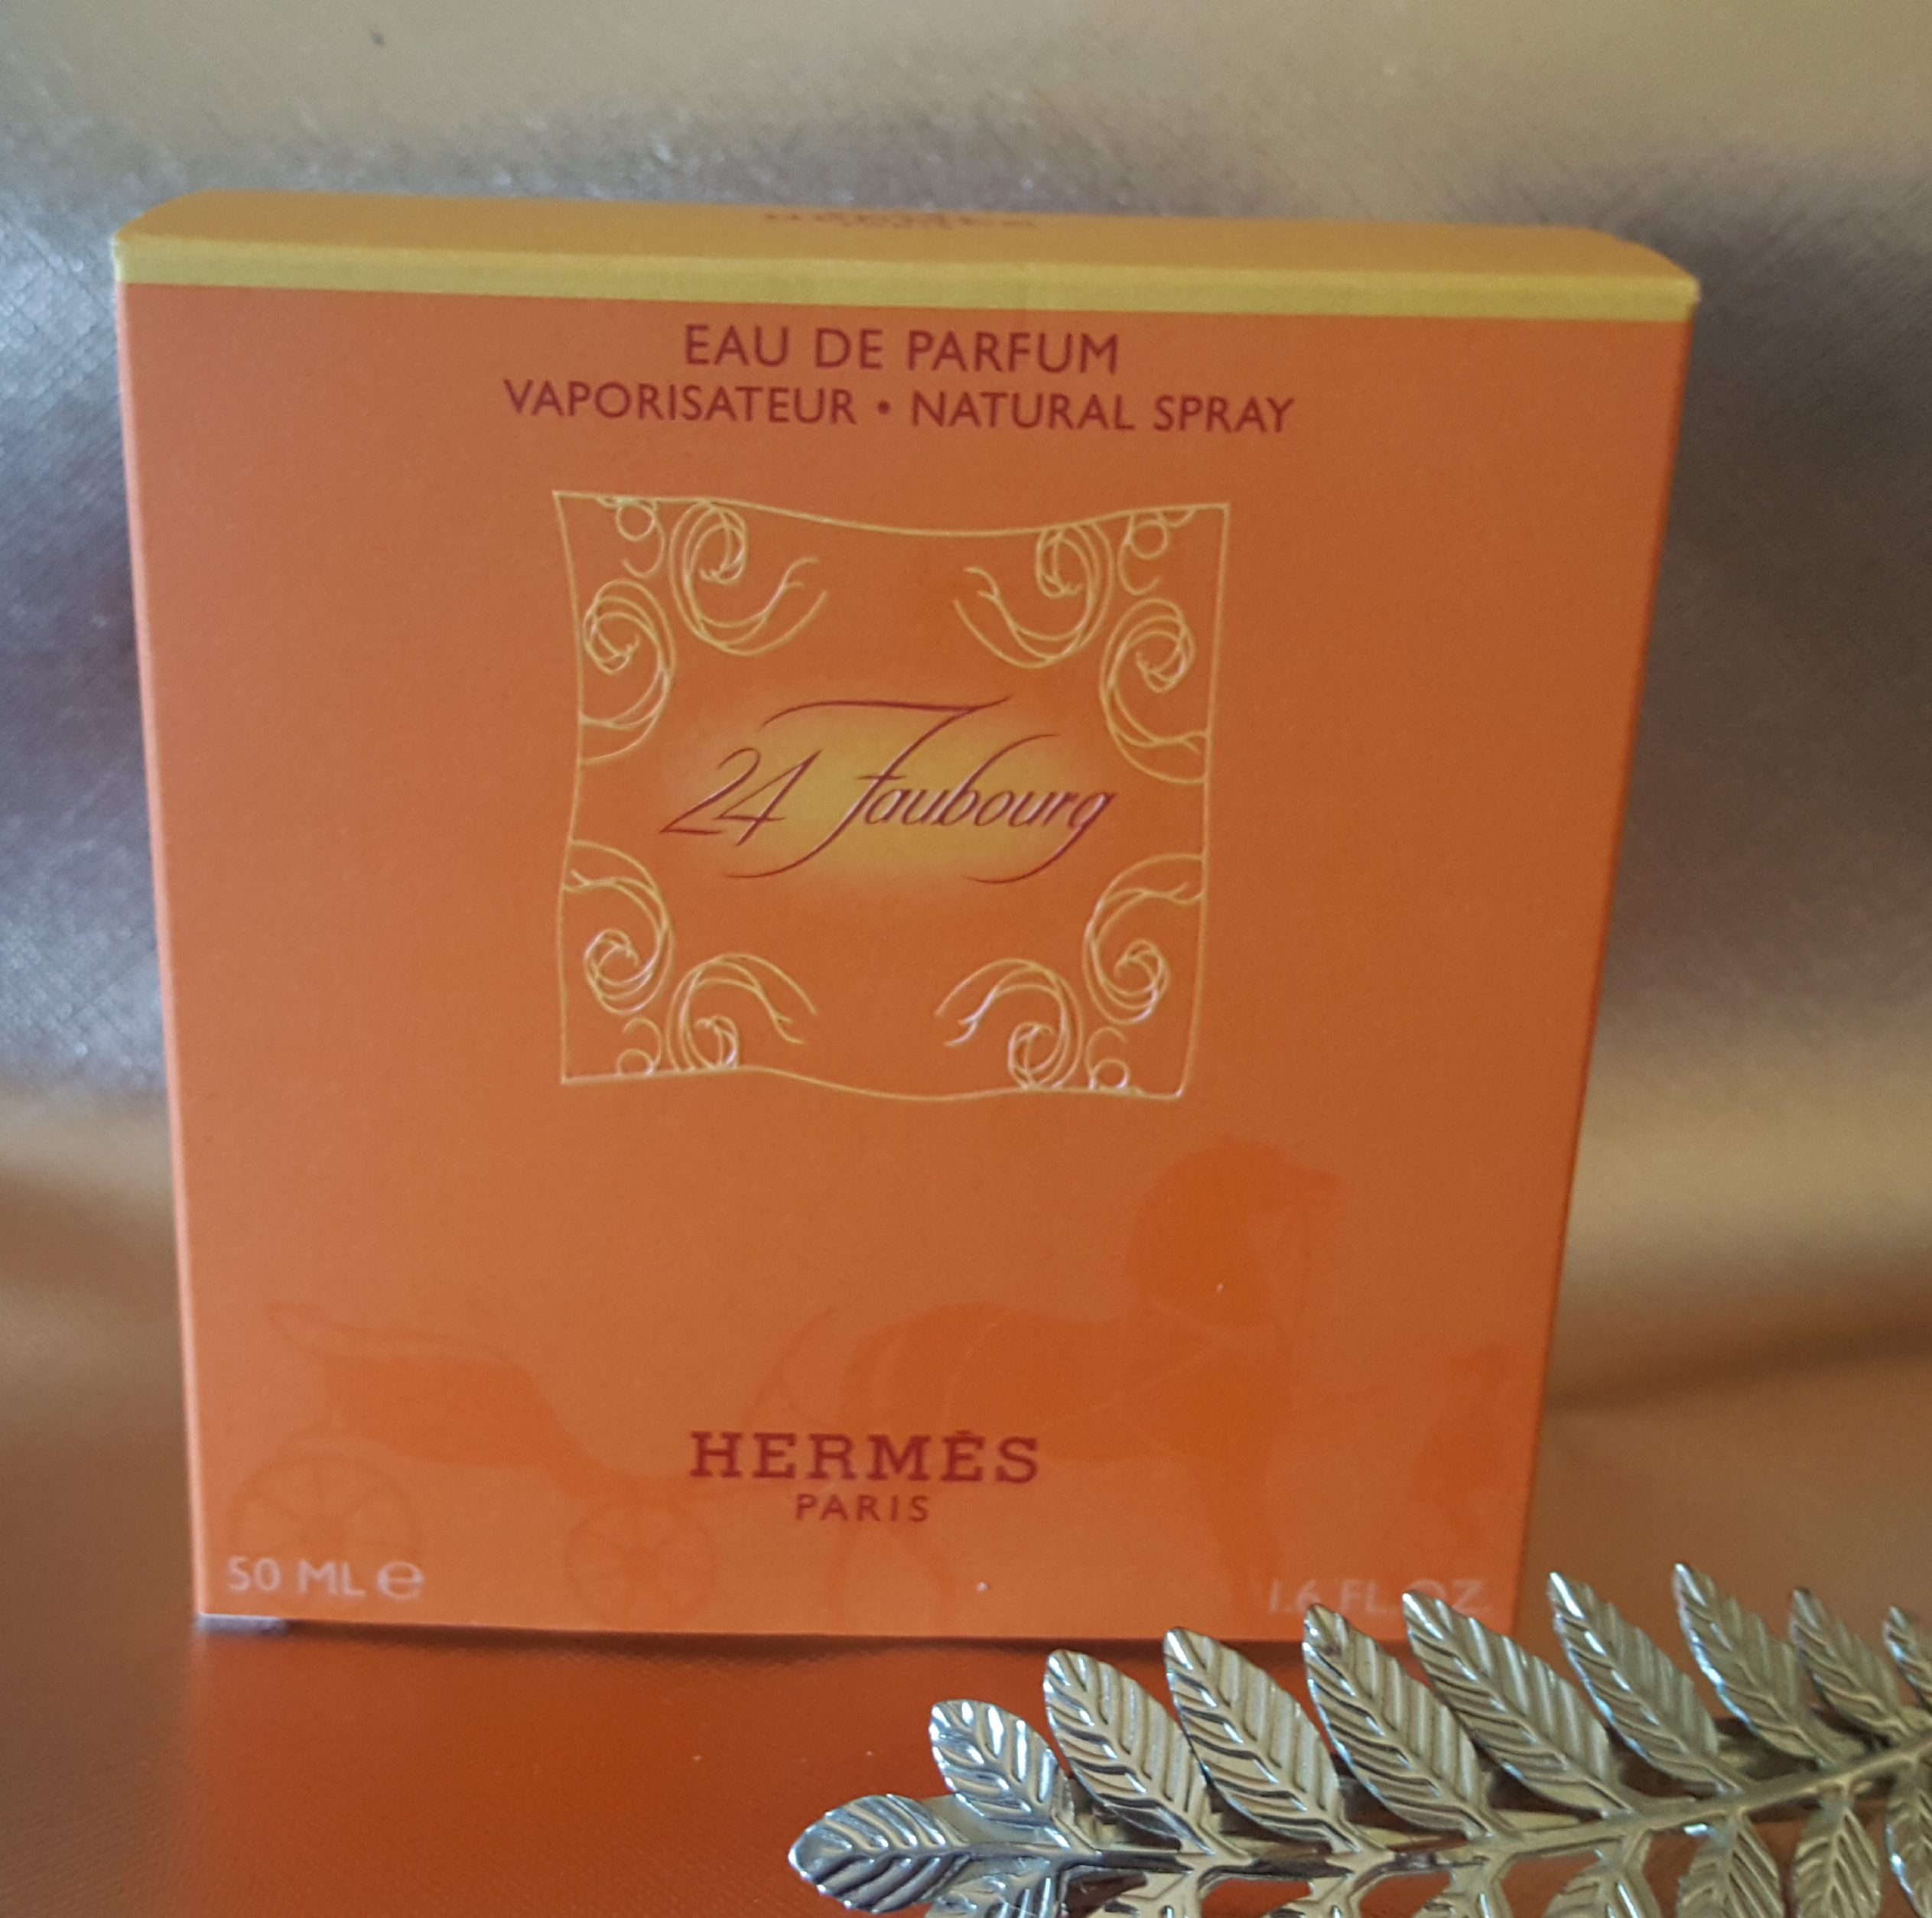 EAU DE PARFUM
VAPORISATEUR • NATURAL SPRAY
24 Faubourg
HERMÈS
PARIS
50 ML ℮
1.6 FL. OZ